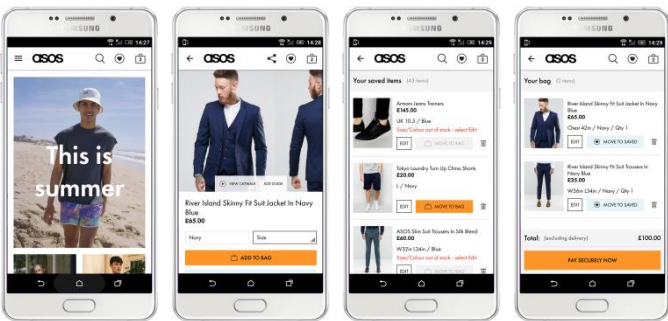 SAMSUNG
14:27
asos
0
This is
summer
SAMSUNG
14:28
asos
0
VIEW CATWALK
SIZE GUIDE
River Island Skinny Fit Suit Jacket In Navy
Blue
£65.00
Navy
Size
ADD TO BAG
14:29
asos
Your saved items (43 items)
Armani Jeans Trainers
£145.00
UK 10.5 / Blue
Size/Colour out of stock - select Edit
EDIT
MOVE TO BAG
Tokyo Laundry Turn Up Chino Shorts
£20.00
L / Navy
EDIT
MOVE TO BAG
ASOS Slim Suit Trousers In Silk Blend
£60.00
W32in L34in / Blue
Size/Colour out of stock - select Edit
EDIT
MOVE TO BAG
SAMSUNG
14:29
asos
Your bag (2 items)
River Island Skinny Fit Suit Jacket In Navy
Blue
£65.00
Chest 42in / Navy / Qty 1
EDIT
MOVE TO SAVED
River Island Skinny Fit Suit Trousers In
Navy Blue
£35.00
W36in L34in / Navy / Qty 1
EDIT
MOVE TO SAVED
Total: (excluding delivery) £100.00
PAY SECURELY NOW